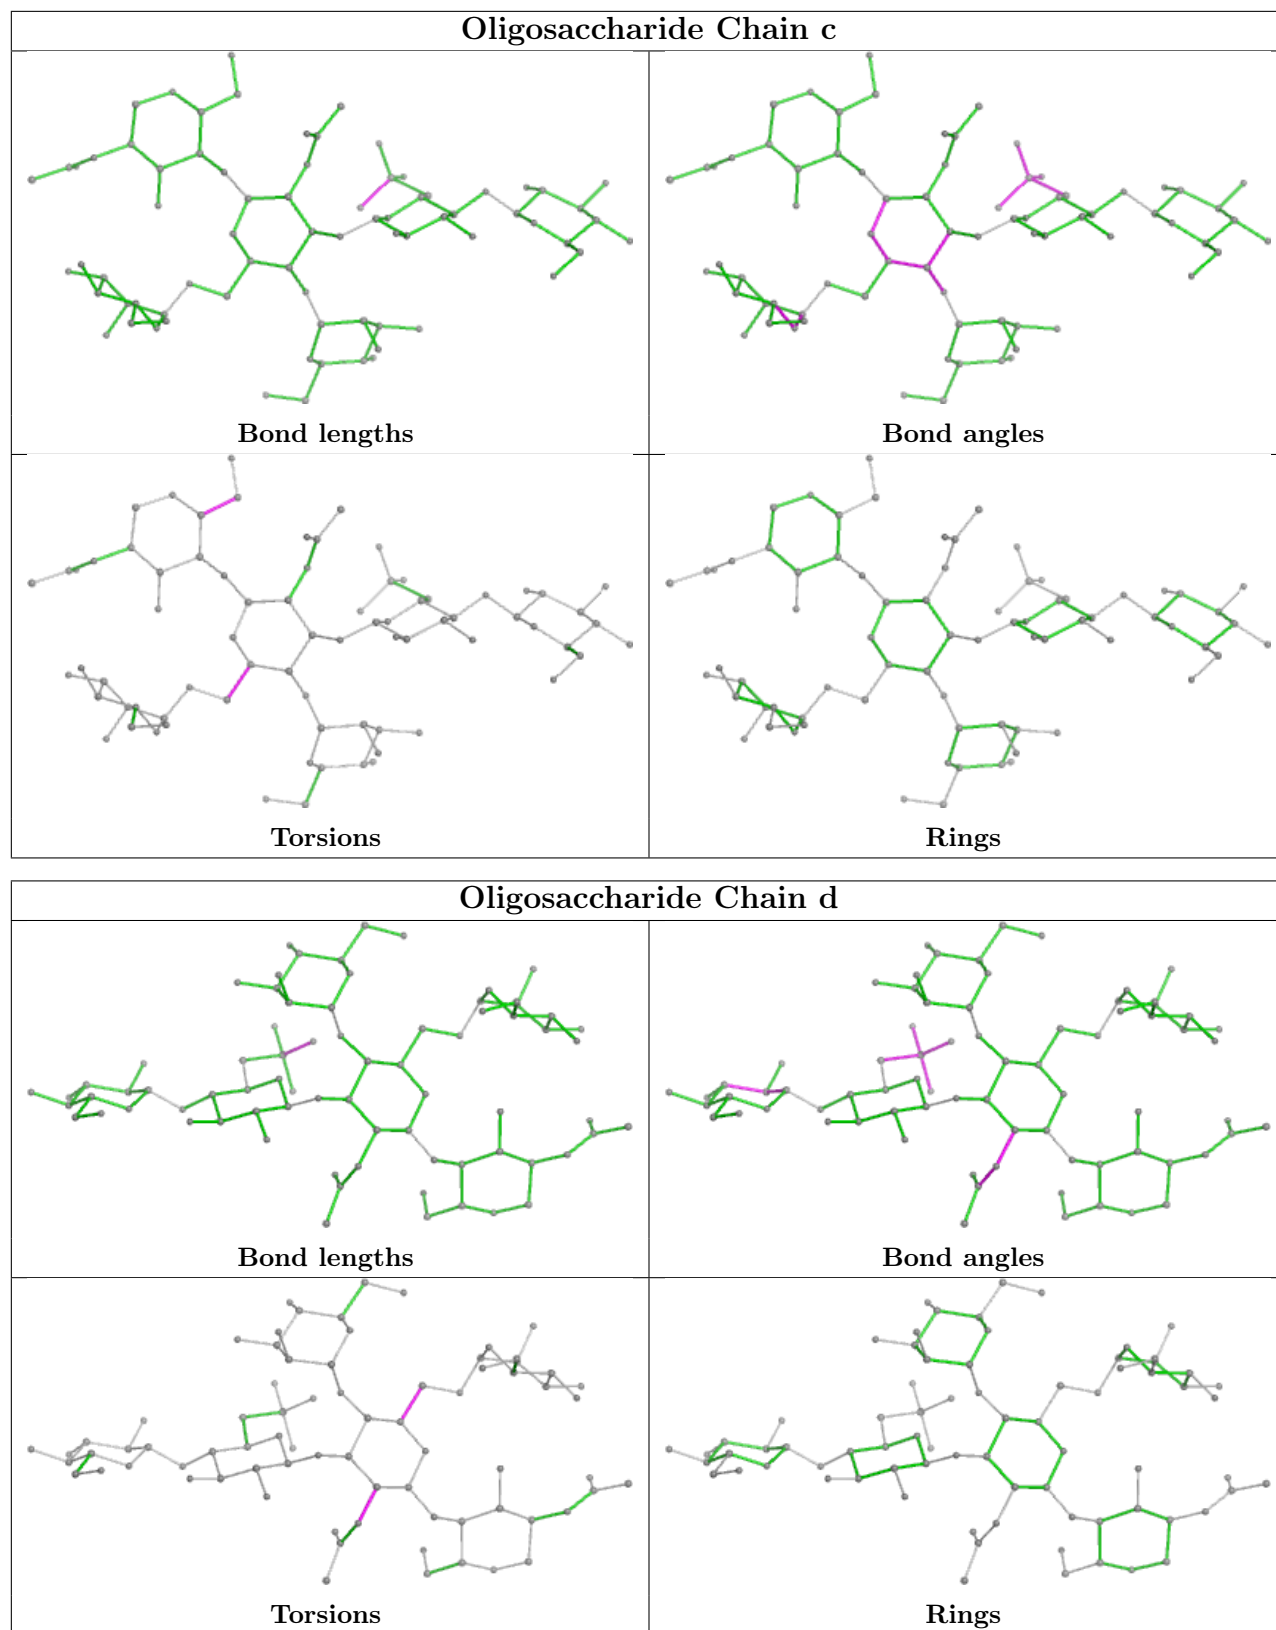 Oligosaccharide Chain c
Bond lengths
Bond angles
Torsions
Rings
Oligosaccharide Chain d
Bond lengths
Bond angles
Torsions
Rings